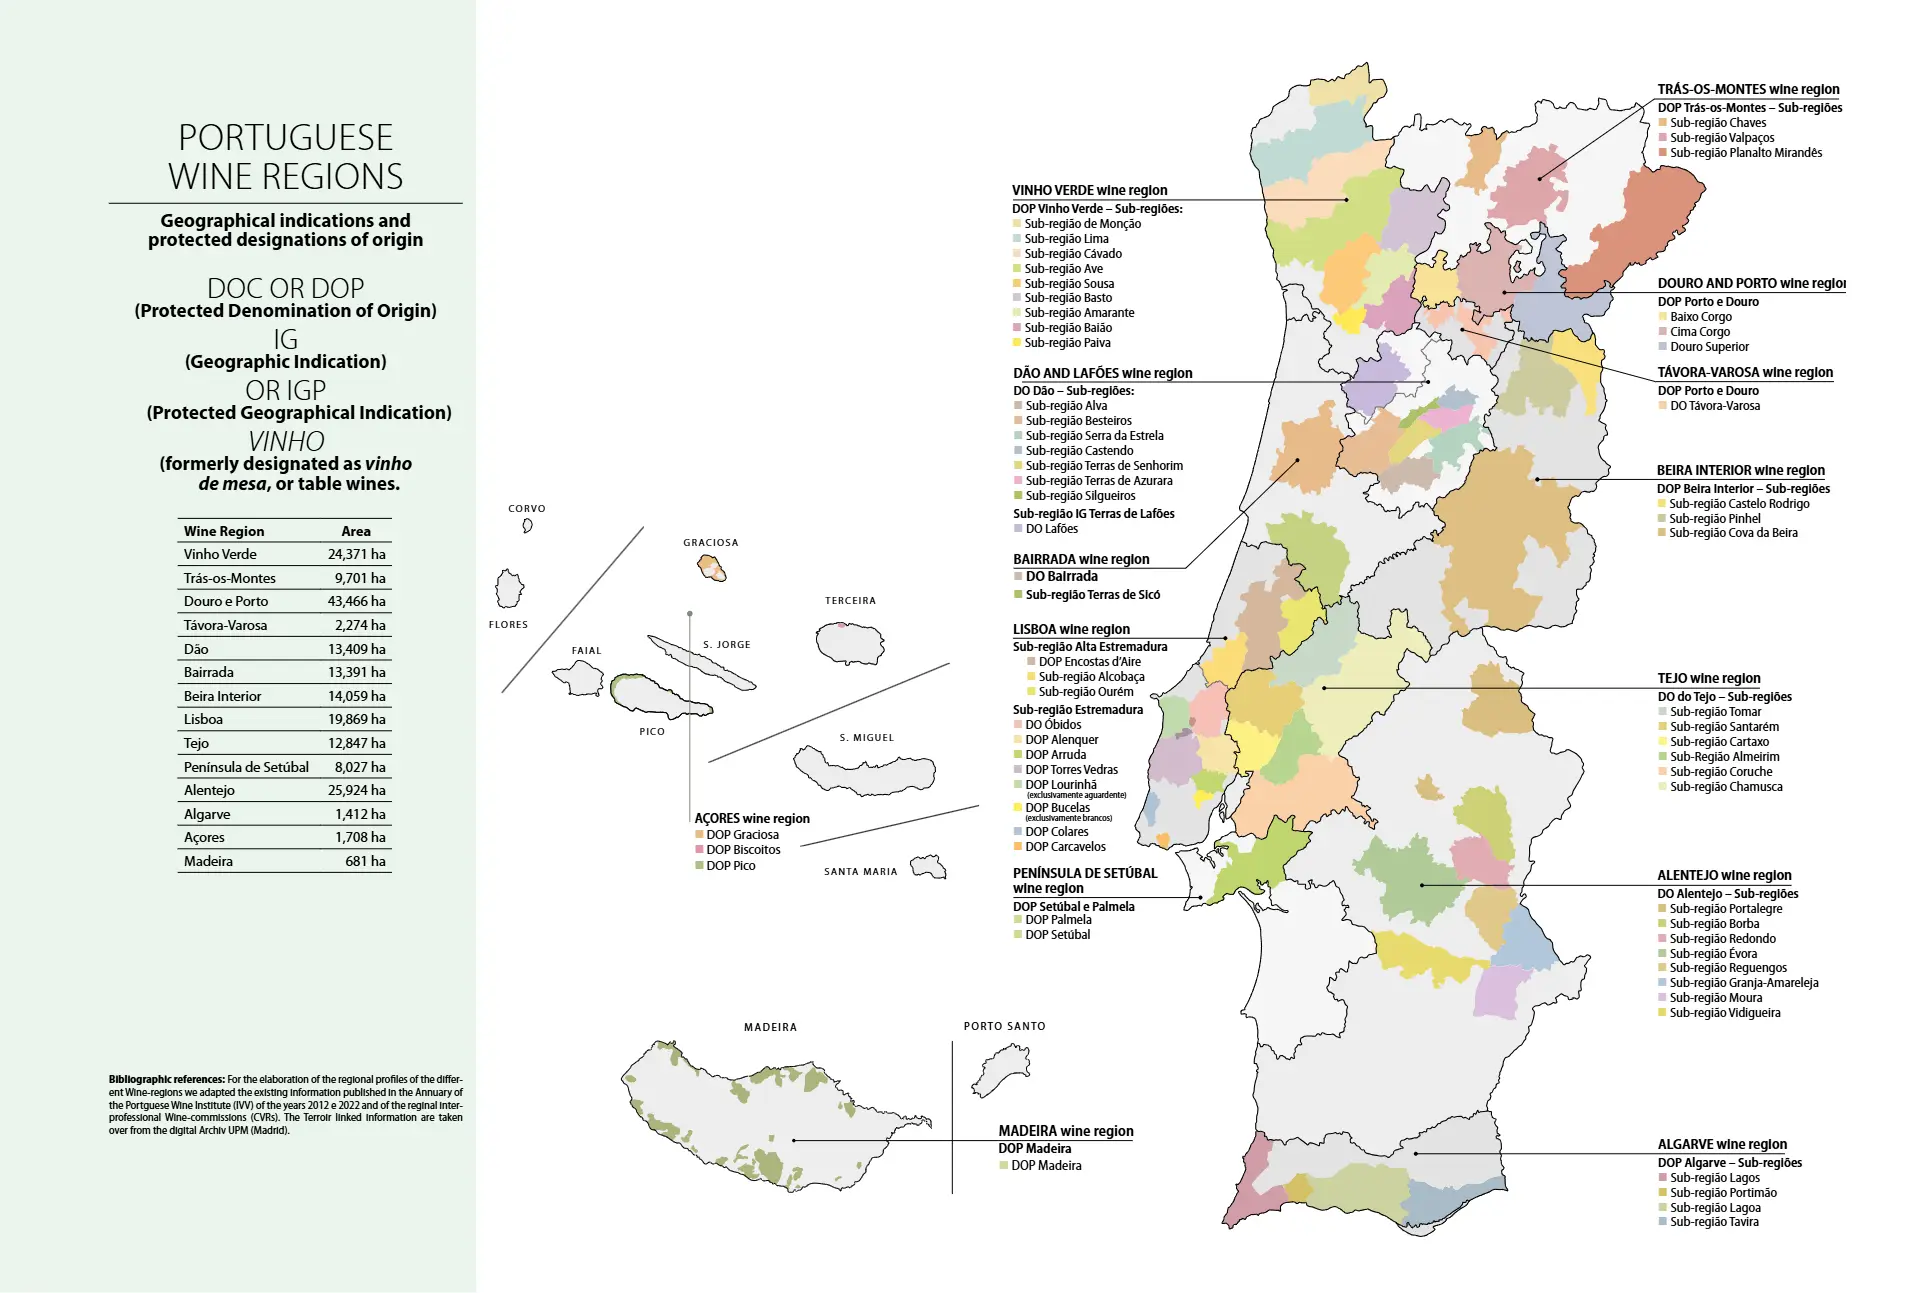 PORTUGUESE
WINE REGIONS
Geographical indications and
protected designations of origin
DOC OR DOP
(Protected Denomination of Origin)
IG
(Geographic Indication)
OR IGP
(Protected Geographical Indication)
VINHO
(formerly designated as vinho
de mesa, or table wines.
Wine Region Area
Vinho Verde 24,371 ha
Trás-os-Montes 9,701 ha
Douro e Porto 43,466 ha
Távora-Varosa 2,274 ha
Dão 13,409 ha
Bairrada 13,391 ha
Beira Interior 14,059 ha
Lisboa 19,869 ha
Tejo 12,847 ha
Península de Setúbal 8,027 ha
Alentejo 25,924 ha
Algarve 1,412 ha
Açores 1,708 ha
Madeira 681 ha
Bibliographic references: For the elaboration of the regional profiles of the differ-
ent Wine-regions we adapted the existing information published in the Annuary of
the Portguese Wine Institute (IVV) of the years 2012 e 2022 and of the reginal inter-
professional Wine-commissions (CVRs). The Terroir linked information are taken
over from the digital Archiv UPM (Madrid).
CORVO
FLORES
GRACIOSA
TERCEIRA
FAIAL
S. JORGE
PICO
S. MIGUEL
SANTA MARIA
AÇORES wine region
DOP Graciosa
DOP Biscoitos
DOP Pico
MADEIRA
PORTO SANTO
MADEIRA wine region
DOP Madeira
DOP Madeira
VINHO VERDE wine region
DOP Vinho Verde – Sub-regiões:
Sub-região de Monção
Sub-região Lima
Sub-região Cávado
Sub-região Ave
Sub-região Sousa
Sub-região Basto
Sub-região Amarante
Sub-região Baião
Sub-região Paiva
DÃO AND LAFÕES wine region
DO Dão – Sub-regiões:
Sub-região Alva
Sub-região Besteiros
Sub-região Serra da Estrela
Sub-região Castendo
Sub-região Terras de Senhorim
Sub-região Terras de Azurara
Sub-região Silgueiros
Sub-região IG Terras de Lafões
DO Lafões
BAIRRADA wine region
DO Bairrada
Sub-região Terras de Sicó
LISBOA wine region
Sub-região Alta Estremadura
DOP Encostas d’Aire
Sub-região Alcobaça
Sub-região Ourém
Sub-região Estremadura
DO Óbidos
DOP Alenquer
DOP Arruda
DOP Torres Vedras
DOP Lourinhã
(exclusivamente aguardente)
DOP Bucelas
(exclusivamente brancos)
DOP Colares
DOP Carcavelos
PENÍNSULA DE SETÚBAL
wine region
DOP Setúbal e Palmela
DOP Palmela
DOP Setúbal
TRÁS-OS-MONTES wine region
DOP Trás-os-Montes – Sub-regiões
Sub-região Chaves
Sub-região Valpaços
Sub-região Planalto Mirandês
DOURO AND PORTO wine region
DOP Porto e Douro
Baixo Corgo
Cima Corgo
Douro Superior
TÁVORA-VAROSA wine region
DOP Porto e Douro
DO Távora-Varosa
BEIRA INTERIOR wine region
DOP Beira Interior – Sub-regiões
Sub-região Castelo Rodrigo
Sub-região Pinhel
Sub-região Cova da Beira
TEJO wine region
DO do Tejo – Sub-regiões
Sub-região Tomar
Sub-região Santarém
Sub-região Cartaxo
Sub-Região Almeirim
Sub-região Coruche
Sub-região Chamusca
ALENTEJO wine region
DO Alentejo – Sub-regiões
Sub-região Portalegre
Sub-região Borba
Sub-região Redondo
Sub-região Évora
Sub-região Reguengos
Sub-região Granja-Amareleja
Sub-região Moura
Sub-região Vidigueira
ALGARVE wine region
DOP Algarve – Sub-regiões
Sub-região Lagos
Sub-região Portimão
Sub-região Lagoa
Sub-região Tavira